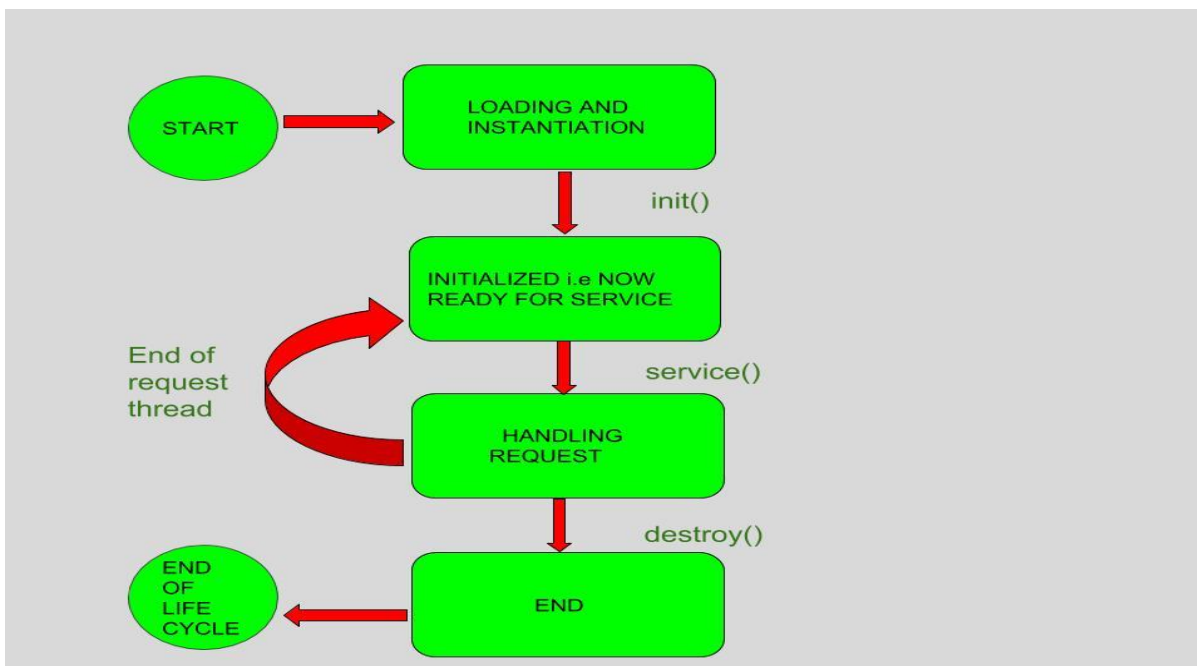 START
LOADING AND
INSTANTIATION
init()
INITIALIZED i.e NOW
READY FOR SERVICE
End of
request
thread
service()
HANDLING
REQUEST
destroy()
END
END
OF
LIFE
CYCLE